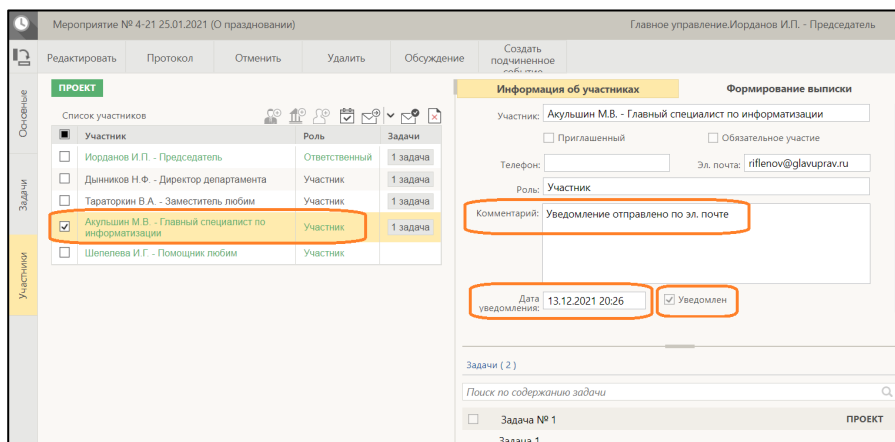 Мероприятие № 4-21 25.01.2021 (О праздновании)
Главное управление.Иорданов И.П. - Председатель
Редактировать
Протокол
Отменить
Удалить
Обсуждение
Создать
подчиненное
событие
Основные
Задачи
Участники
ПРОЕКТ
Список участников
Участник Роль Задачи
Иорданов И.П. - Председатель Ответственный 1 задача
Дынников Н.Ф. - Директор департамента Участник 1 задача
Тараторкин В.А. - Заместитель любим Участник 1 задача
Акульшин М.В. - Главный специалист по
информатизации Участник 1 задача
Шепелева И.Г. - Помощник любим Участник
Информация об участниках
Формирование выписки
Участник: Акульшин М.В. - Главный специалист по информатизации
Приглашенный
Обязательное участие
Телефон:
Эл. почта: riflenov@glavuprav.ru
Роль: Участник
Комментарий: Уведомление отправлено по эл. почте
Дата
уведомления: 13.12.2021 20:26
Уведомлен
Задачи ( 2 )
Поиск по содержанию задачи
Задача № 1 ПРОЕКТ
Задача 1